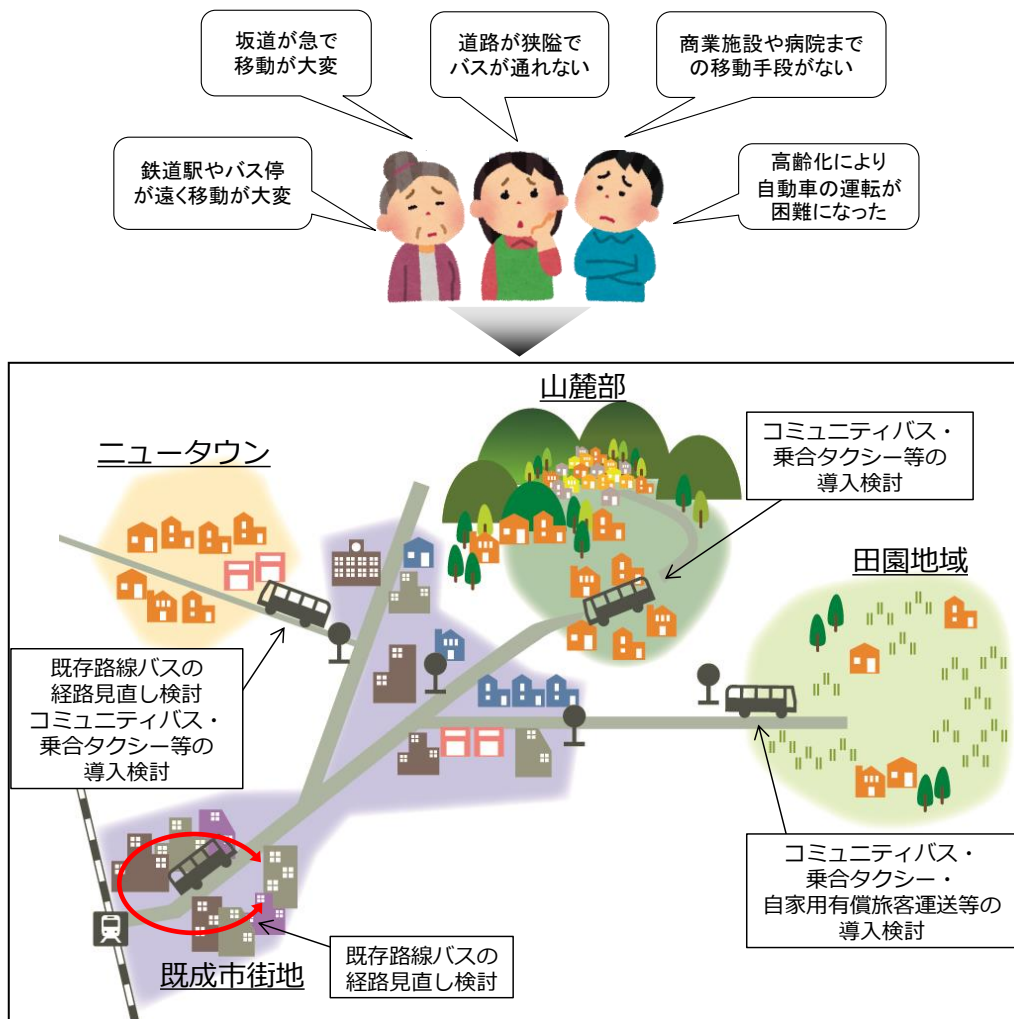 坂道が急で
移動が大変
道路が狭隘で
バスが通れない
商業施設や病院まで
の移動手段がない
鉄道駅やバス停
が遠く移動が大変
高齢化により
自動車の運転が
困難になった
山麓部
ニュータウン
コミュニティバス・
乗合タクシー等の
導入検討
田園地域
既存路線バスの
経路見直し検討
コミュニティバス・
乗合タクシー等の
導入検討
コミュニティバス・
乗合タクシー・
自家用有償旅客運送等の
導入検討
既存路線バスの
経路見直し検討
既成市街地